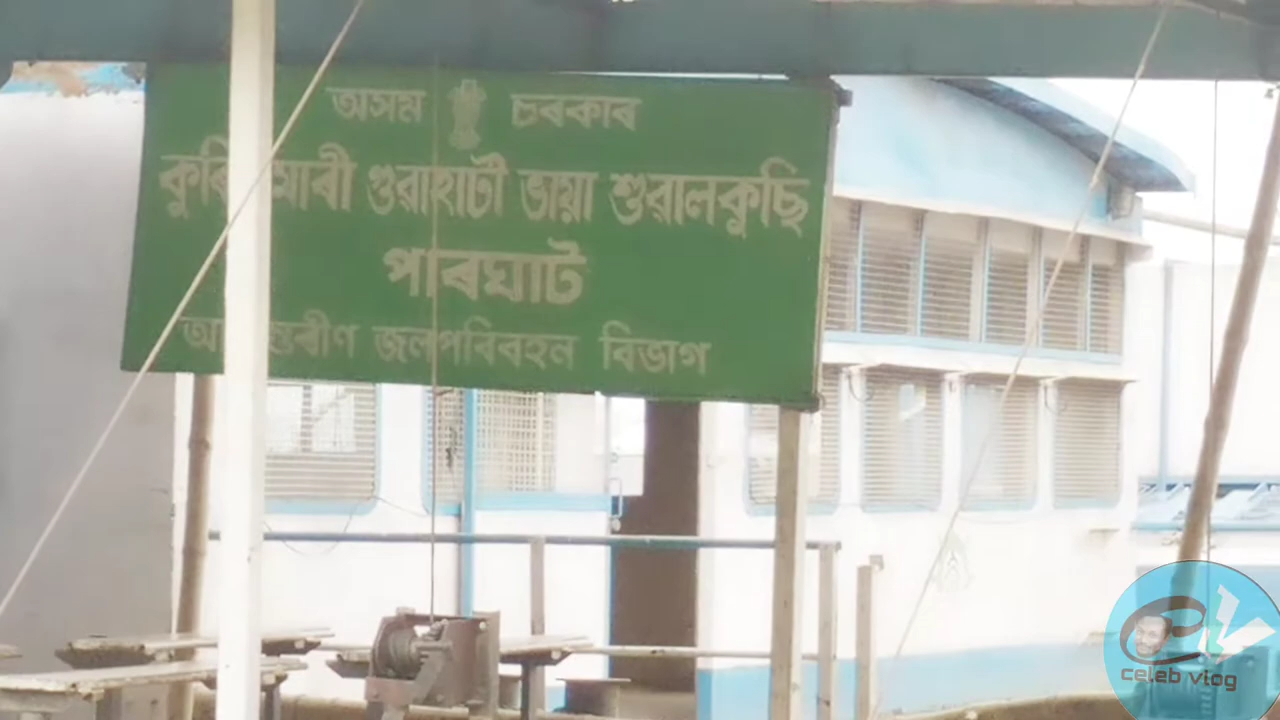 অসম চৰকাৰ
গুৱাহাটী ভায়া শুৱালকুছি
পাৰঘাট
জলপৰিবহন বিভাগ
celeb vlog